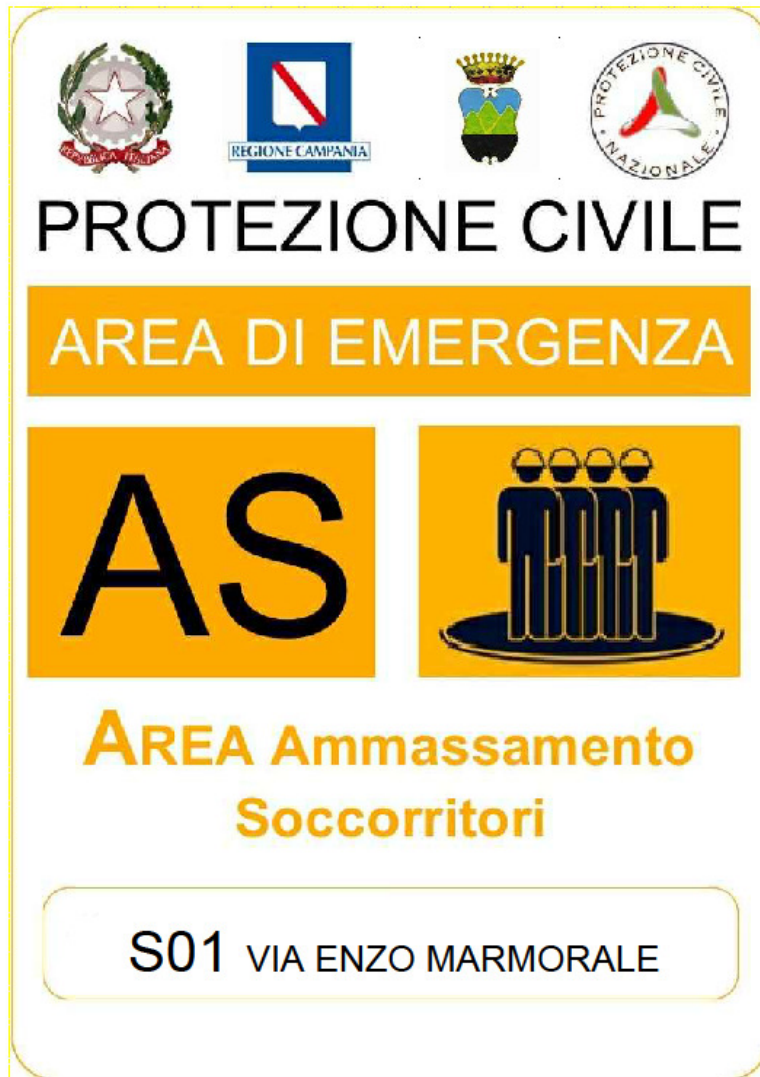 REPVBBLICA ITALIANA
REGIONE CAMPANIA
PROTEZIONE CIVILE NAZIONALE
PROTEZIONE CIVILE
AREA DI EMERGENZA
AS
AREA Ammassamento
Soccorritori
S01 VIA ENZO MARMORALE